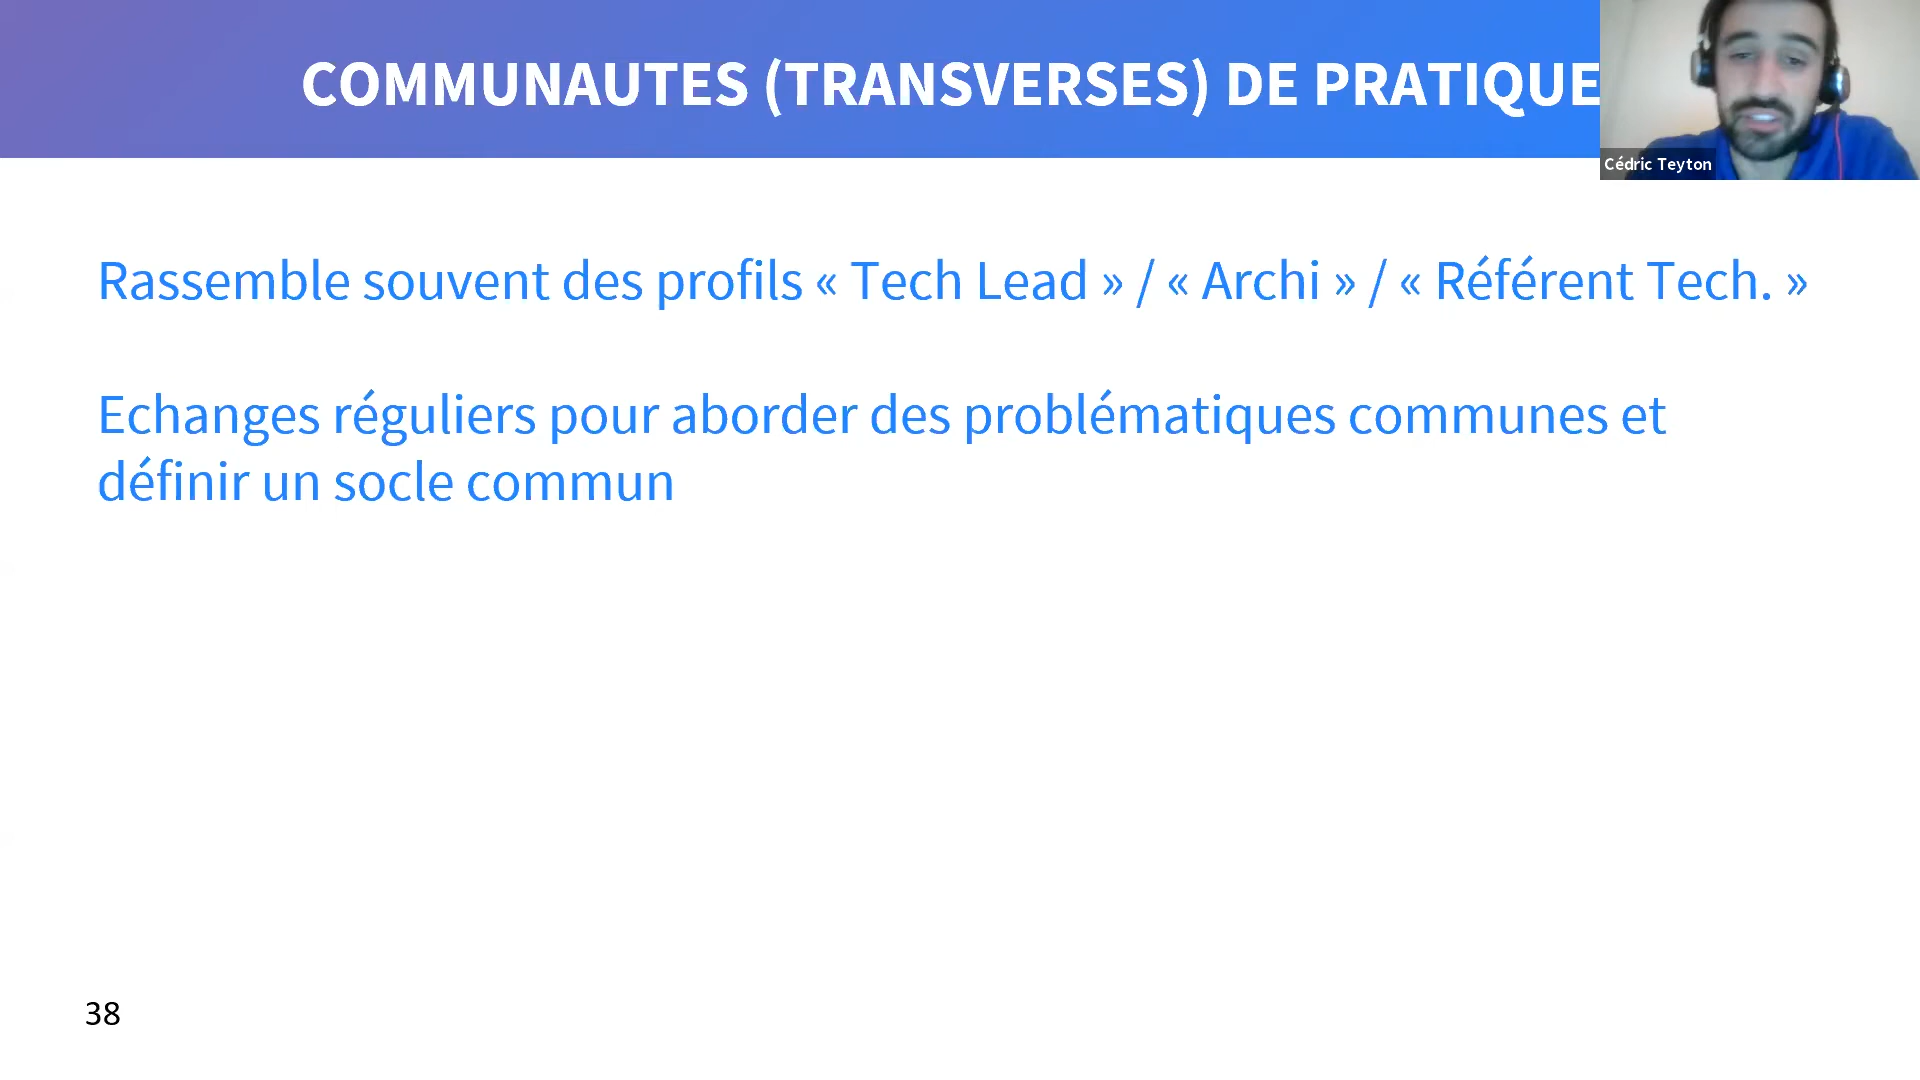 COMMUNAUTES (TRANSVERSES) DE PRATIQUE
Cédric Teyton
Rassemble souvent des profils « Tech Lead » / « Archi » / « Référent Tech. »
Echanges réguliers pour aborder des problématiques communes et
définir un socle commun
38